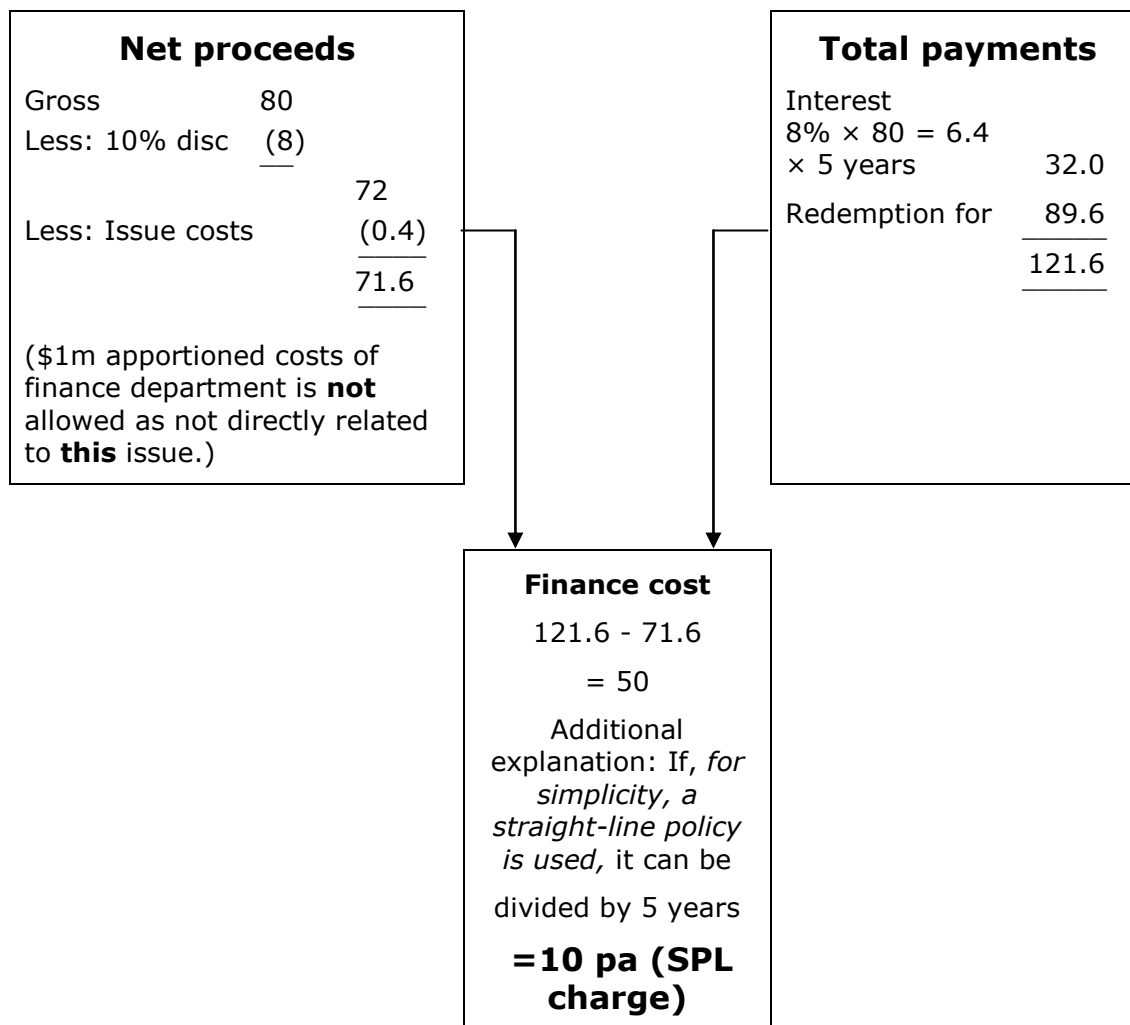 Net proceeds
Gross 80
Less: 10% disc (8)
72
Less: Issue costs (0.4)
71.6
($1m apportioned costs of
finance department is not
allowed as not directly related
to this issue.)
Total payments
Interest
8% × 80 = 6.4
× 5 years 32.0
Redemption for 89.6
121.6
Finance cost
121.6 - 71.6
= 50
Additional
explanation: If, for
simplicity, a
straight-line policy
is used, it can be
divided by 5 years
=10 pa (SPL
charge)